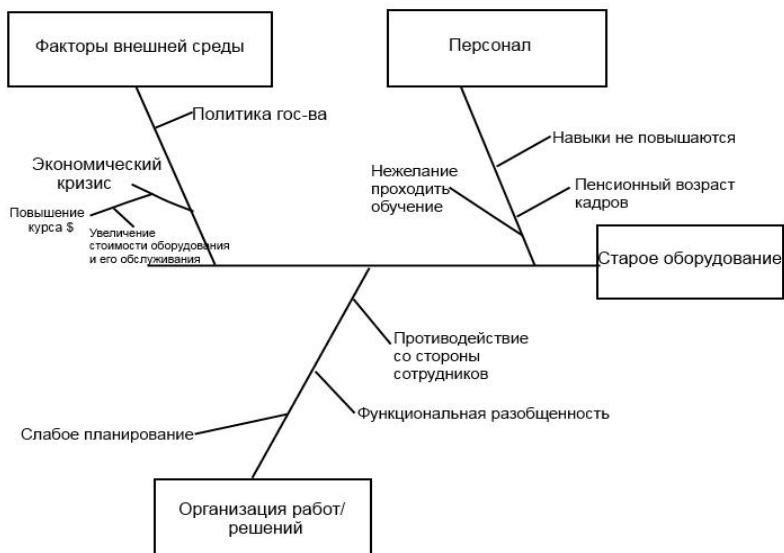 Факторы внешней среды
Персонал
Политика гос-ва
Экономический
кризис
Повышение
курса $
Увеличение
стоимости оборудования
и его обслуживания
Навыки не повышаются
Нежелание
проходить
обучение
Пенсионный возраст
кадров
Старое оборудование
Противодействие
со стороны
сотрудников
Функциональная разобщенность
Слабое планирование
Организация работ/
решений